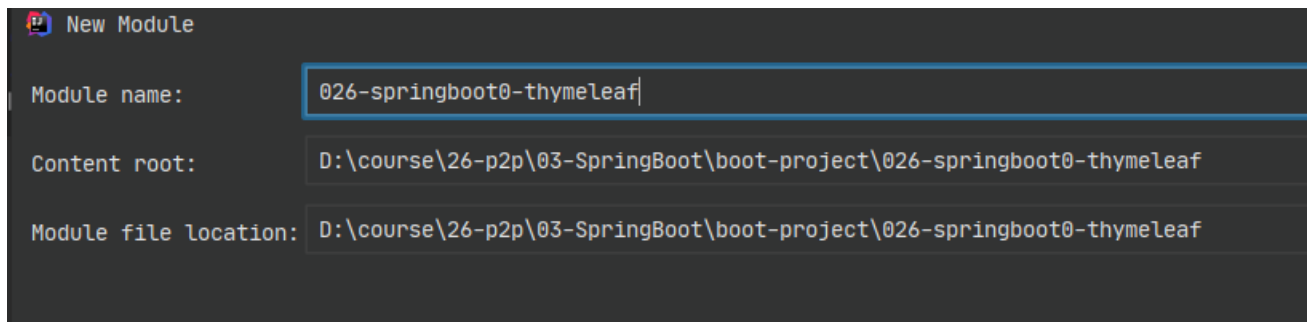 New Module
Module name: 026-springboot0-thymeleaf
Content root: D:\course\26-p2p\03-SpringBoot\boot-project\026-springboot0-thymeleaf
Module file location: D:\course\26-p2p\03-SpringBoot\boot-project\026-springboot0-thymeleaf